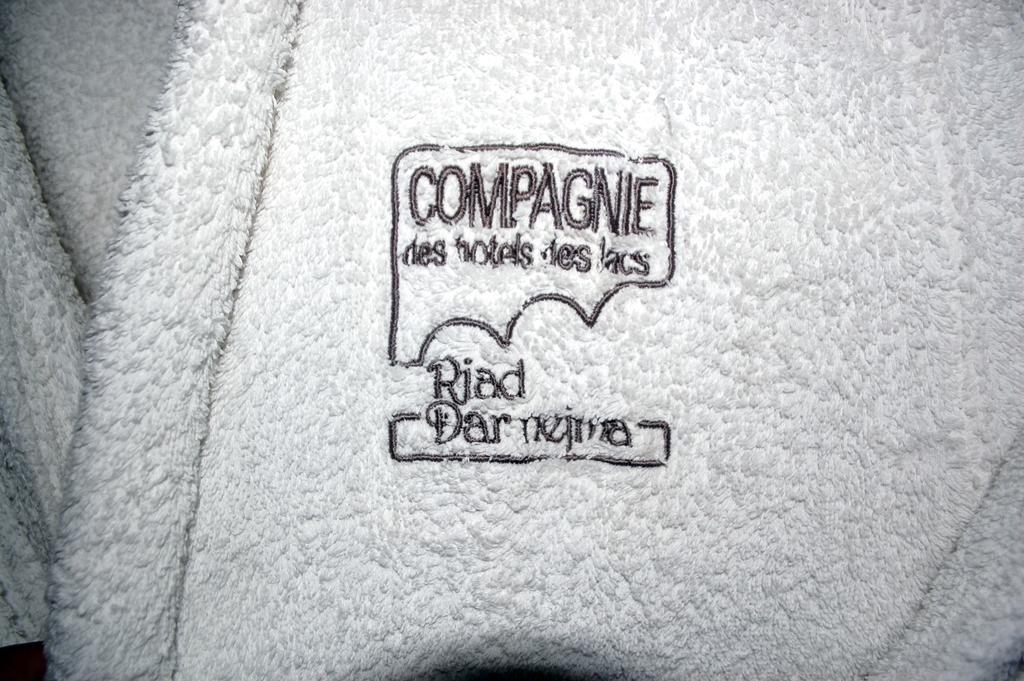 COMPAGNIE
des hotels des lacs
Riad
Dar nejma